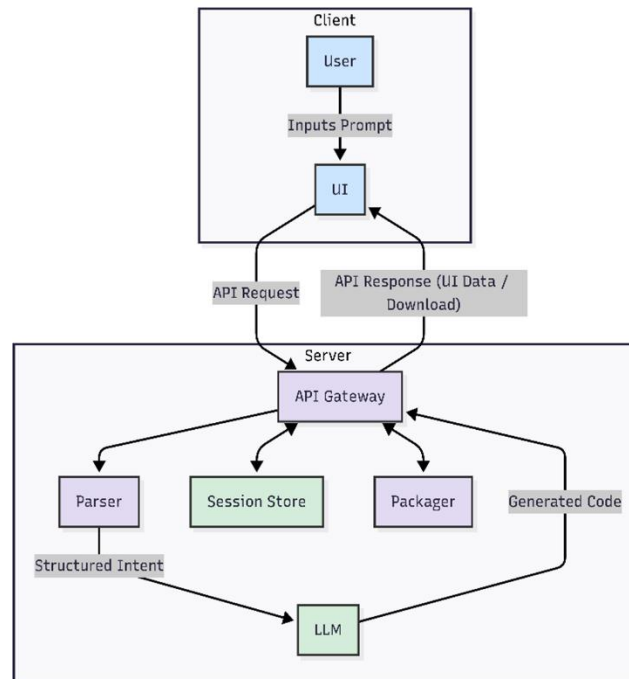 Client
User
Inputs Prompt
UI
API Request
API Response (UI Data /
Download)
Server
API Gateway
Parser
Session Store
Packager
Generated Code
Structured Intent
LLM